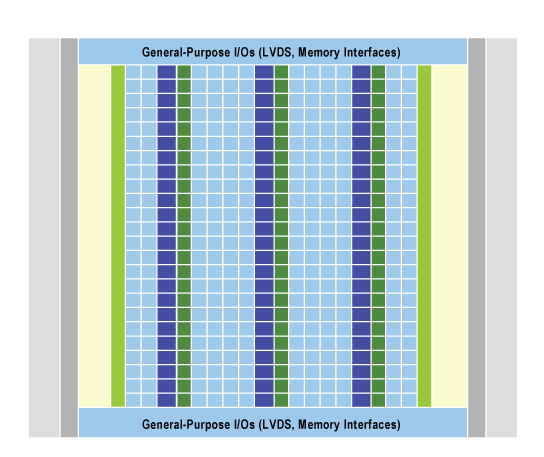 General-Purpose I/Os (LVDS, Memory Interfaces)
General-Purpose I/Os (LVDS, Memory Interfaces)